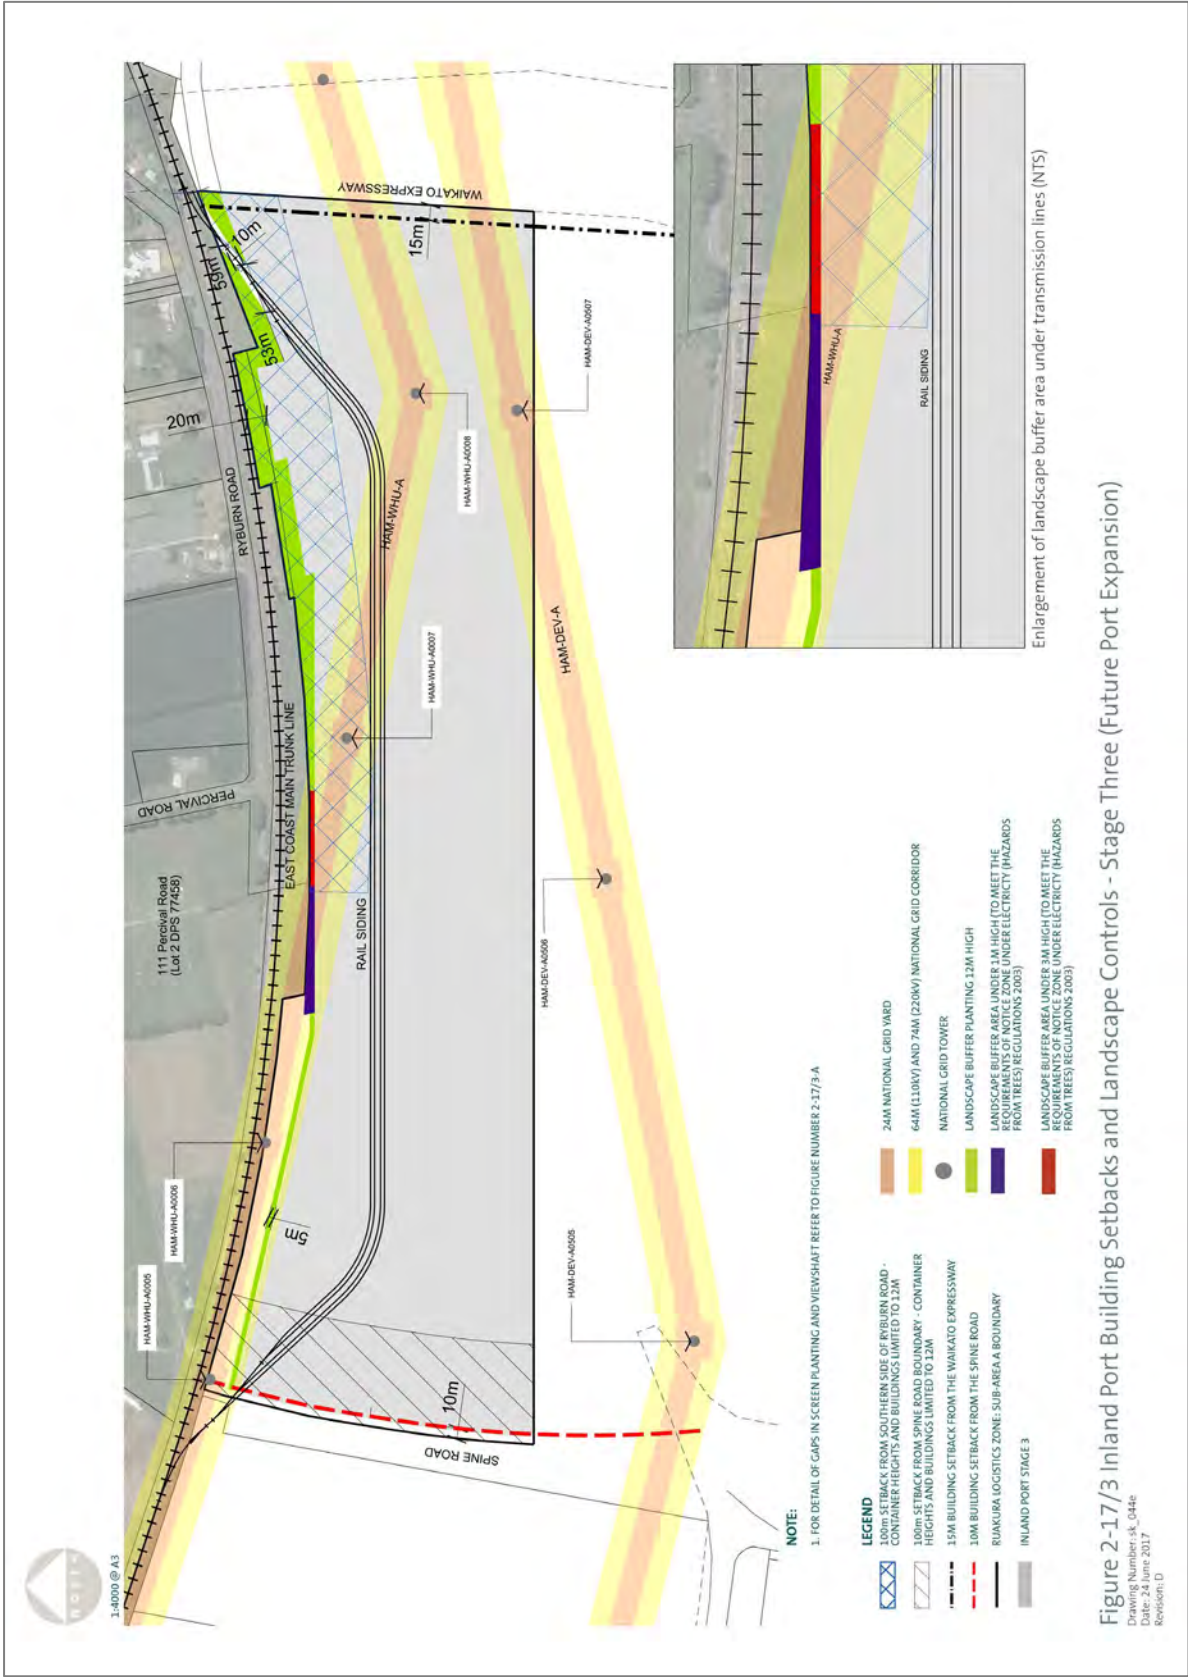 NORTH
1:4000 @ A3
111 Percival Road
(Lot 2 DPS 77458)
PERCIVAL ROAD
RYBURN ROAD
EAST COAST MAIN TRUNK LINE
WAIKATO EXPRESSWAY
SPINE ROAD
RAIL SIDING
HAM-WHU-A
HAM-DEV-A
HAM-WHU-A0005
HAM-WHU-A0006
HAM-WHU-A0007
HAM-WHU-A0008
HAM-DEV-A0505
HAM-DEV-A0506
HAM-DEV-A0507
10m
5m
20m
53m
59m
10m
15m
HAM-WHU-A
RAIL SIDING
Enlargement of landscape buffer area under transmission lines (NTS)
NOTE:
1. FOR DETAIL OF GAPS IN SCREEN PLANTING AND VIEWSHAFT REFER TO FIGURE NUMBER 2-17/3-A
LEGEND
100m SETBACK FROM SOUTHERN SIDE OF RYBURN ROAD -
CONTAINER HEIGHTS AND BUILDINGS LIMITED TO 12M
100m SETBACK FROM SPINE ROAD BOUNDARY - CONTAINER
HEIGHTS AND BUILDINGS LIMITED TO 12M
15M BUILDING SETBACK FROM THE WAIKATO EXPRESSWAY
10M BUILDING SETBACK FROM THE SPINE ROAD
RUAKURA LOGISTICS ZONE: SUB-AREA A BOUNDARY
INLAND PORT STAGE 3
24M NATIONAL GRID YARD
64M (110kV) AND 74M (220kV) NATIONAL GRID CORRIDOR
NATIONAL GRID TOWER
LANDSCAPE BUFFER PLANTING 12M HIGH
LANDSCAPE BUFFER AREA UNDER 1M HIGH (TO MEET THE
REQUIREMENTS OF NOTICE ZONE UNDER ELECTRICTY (HAZARDS
FROM TREES) REGULATIONS 2003)
LANDSCAPE BUFFER AREA UNDER 3M HIGH (TO MEET THE
REQUIREMENTS OF NOTICE ZONE UNDER ELECTRICTY (HAZARDS
FROM TREES) REGULATIONS 2003)
Figure 2-17/3 Inland Port Building Setbacks and Landscape Controls - Stage Three (Future Port Expansion)
Drawing Number:sk_044e
Date: 24 June 2017
Revision: D